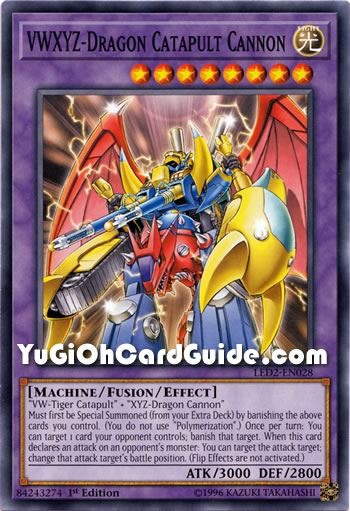 VWXYZ-Dragon Catapult Cannon
LIGHT
光
YuGiOhCardGuide.com
LED2-EN028
[Machine/Fusion/Effect]
"VW-Tiger Catapult" + "XYZ-Dragon Cannon"
Must first be Special Summoned (from your Extra Deck) by banishing the above
cards you control. (You do not use "Polymerization".) Once per turn: You
can target 1 card your opponent controls; banish that target. When this card
declares an attack on an opponent's monster: You can target the attack target;
change that attack target's battle position. (Flip Effects are not activated.)
ATK/3000 DEF/2800
84243274 1st Edition ©1996 KAZUKI TAKAHASHI